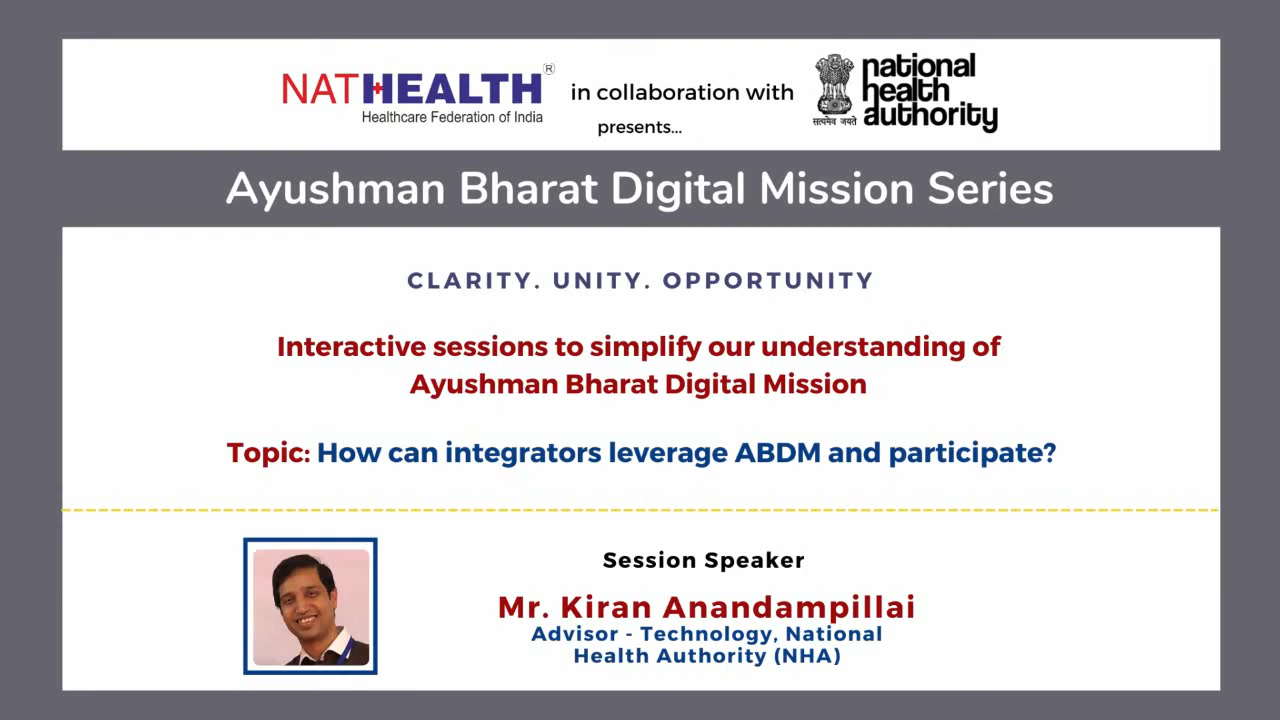 NATHEALTH®
Healthcare Federation of India
in collaboration with
presents...
सत्यमेव जयते
national
health
authority
Ayushman Bharat Digital Mission Series
CLARITY. UNITY. OPPORTUNITY
Interactive sessions to simplify our understanding of
Ayushman Bharat Digital Mission
Topic: How can integrators leverage ABDM and participate?
Session Speaker
Mr. Kiran Anandampillai
Advisor - Technology, National
Health Authority (NHA)